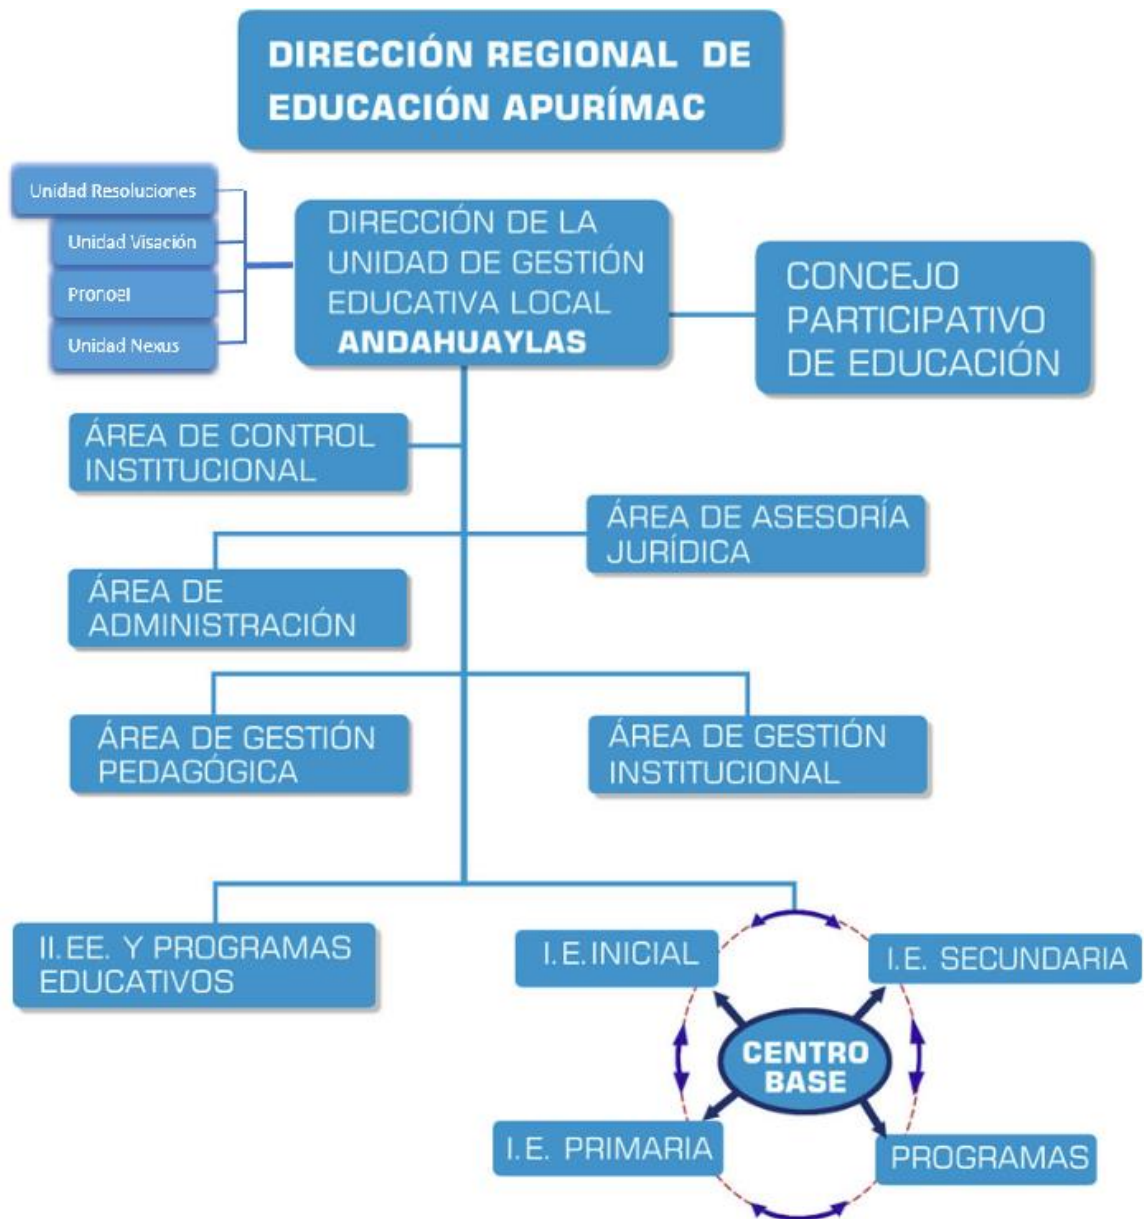 DIRECCIÓN REGIONAL DE
EDUCACIÓN APURÍMAC
Unidad Resoluciones
Unidad Visación
Pronoei
Unidad Nexus
DIRECCIÓN DE LA
UNIDAD DE GESTIÓN
EDUCATIVA LOCAL
ANDAHUAYLAS
CONCEJO
PARTICIPATIVO
DE EDUCACIÓN
ÁREA DE CONTROL
INSTITUCIONAL
ÁREA DE ASESORÍA
JURÍDICA
ÁREA DE
ADMINISTRACIÓN
ÁREA DE GESTIÓN
PEDAGÓGICA
ÁREA DE GESTIÓN
INSTITUCIONAL
II.EE. Y PROGRAMAS
EDUCATIVOS
I.E. INICIAL
I.E. SECUNDARIA
CENTRO
BASE
I.E. PRIMARIA
PROGRAMAS